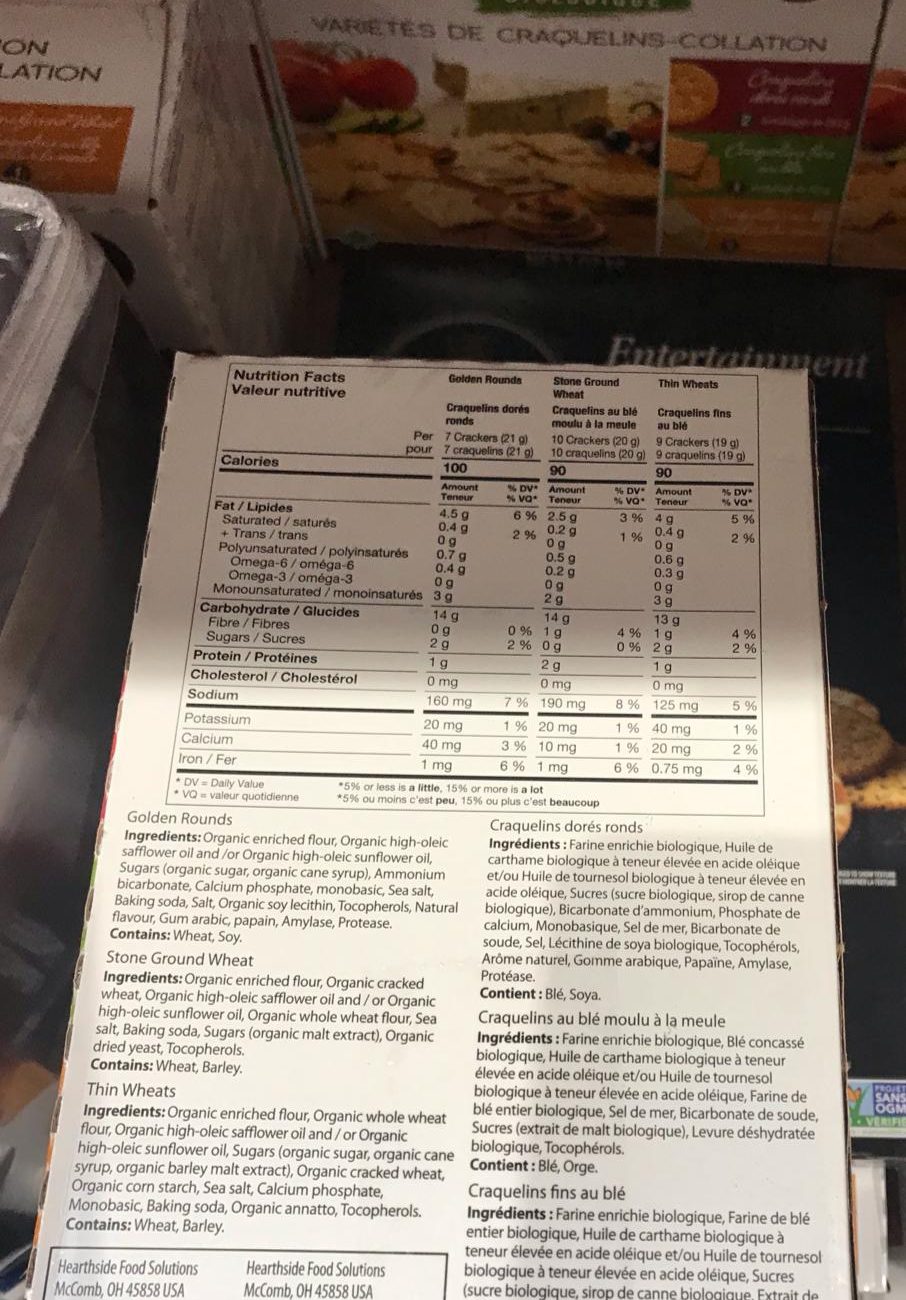 ON
LATION
VARIÉTÉS DE CRAQUELINS-COLLATION
Entertainment
Nutrition Facts
Valeur nutritive
Golden Rounds
Craquelins dorés
ronds
Stone Ground
Wheat
Craquelins au blé
moulu à la meule
Thin Wheats
Craquelins fins
au blé
Per 7 Crackers (21 g) 10 Crackers (20 g) 9 Crackers (19 g)
pour 7 craquelins (21 g) 10 craquelins (20 g) 9 craquelins (19 g)
Calories 100 90 90
Amount % DV* Amount % DV* Amount % DV*
Teneur % VQ* Teneur % VQ* Teneur % VQ*
Fat / Lipides 4.5 g 6 % 2.5 g 3 % 4 g 5 %
Saturated / saturés 0.4 g 0.2 g 0.4 g
+ Trans / trans 0 g 2 % 0 g 1 % 0 g 2 %
Polyunsaturated / polyinsaturés 0.7 g 0.5 g 0.6 g
Omega-6 / oméga-6 0.4 g 0.2 g 0.3 g
Omega-3 / oméga-3 0 g 0 g 0 g
Monounsaturated / monoinsaturés 3 g 2 g 3 g
Carbohydrate / Glucides 14 g 14 g 13 g
Fibre / Fibres 0 g 0 % 1 g 4 % 1 g 4 %
Sugars / Sucres 2 g 2 % 0 g 0 % 2 g 2 %
Protein / Protéines 1 g 2 g 1 g
Cholesterol / Cholestérol 0 mg 0 mg 0 mg
Sodium 160 mg 7 % 190 mg 8 % 125 mg 5 %
Potassium 20 mg 1 % 20 mg 1 % 40 mg 1 %
Calcium 40 mg 3 % 10 mg 1 % 20 mg 2 %
Iron / Fer 1 mg 6 % 1 mg 6 % 0.75 mg 4 %
* DV = Daily Value *5% or less is a little, 15% or more is a lot
* VQ = valeur quotidienne *5% ou moins c'est peu, 15% ou plus c'est beaucoup
Golden Rounds
Ingredients: Organic enriched flour, Organic high-oleic
safflower oil and /or Organic high-oleic sunflower oil,
Sugars (organic sugar, organic cane syrup), Ammonium
bicarbonate, Calcium phosphate, monobasic, Sea salt,
Baking soda, Salt, Organic soy lecithin, Tocopherols, Natural
flavour, Gum arabic, papain, Amylase, Protease.
Contains: Wheat, Soy.
Stone Ground Wheat
Ingredients: Organic enriched flour, Organic cracked
wheat, Organic high-oleic safflower oil and / or Organic
high-oleic sunflower oil, Organic whole wheat flour, Sea
salt, Baking soda, Sugars (organic malt extract), Organic
dried yeast, Tocopherols.
Contains: Wheat, Barley.
Thin Wheats
Ingredients: Organic enriched flour, Organic whole wheat
flour, Organic high-oleic safflower oil and / or Organic
high-oleic sunflower oil, Sugars (organic sugar, organic cane
syrup, organic barley malt extract), Organic cracked wheat,
Organic corn starch, Sea salt, Calcium phosphate,
Monobasic, Baking soda, Organic annatto, Tocopherols.
Contains: Wheat, Barley.
Hearthside Food Solutions
McComb, OH 45858 USA
Hearthside Food Solutions
McComb, OH 45858 USA
Craquelins dorés ronds
Ingrédients : Farine enrichie biologique, Huile de
carthame biologique à teneur élevée en acide oléique
et/ou Huile de tournesol biologique à teneur élevée en
acide oléique, Sucres (sucre biologique, sirop de canne
biologique), Bicarbonate d'ammonium, Phosphate de
calcium, Monobasique, Sel de mer, Bicarbonate de
soude, Sel, Lécithine de soya biologique, Tocophérols,
Arôme naturel, Gomme arabique, Papaïne, Amylase,
Protéase.
Contient : Blé, Soya.
Craquelins au blé moulu à la meule
Ingrédients : Farine enrichie biologique, Blé concassé
biologique, Huile de carthame biologique à teneur
élevée en acide oléique et/ou Huile de tournesol
biologique à teneur élevée en acide oléique, Farine de
blé entier biologique, Sel de mer, Bicarbonate de soude,
Sucres (extrait de malt biologique), Levure déshydratée
biologique, Tocophérols.
Contient : Blé, Orge.
Craquelins fins au blé
Ingrédients : Farine enrichie biologique, Farine de blé
entier biologique, Huile de carthame biologique à
teneur élevée en acide oléique et/ou Huile de tournesol
biologique à teneur élevée en acide oléique, Sucres
(sucre biologique, sirop de canne biologique, Extrait de
PROJET
SANS
OGM
VÉRIFIÉ